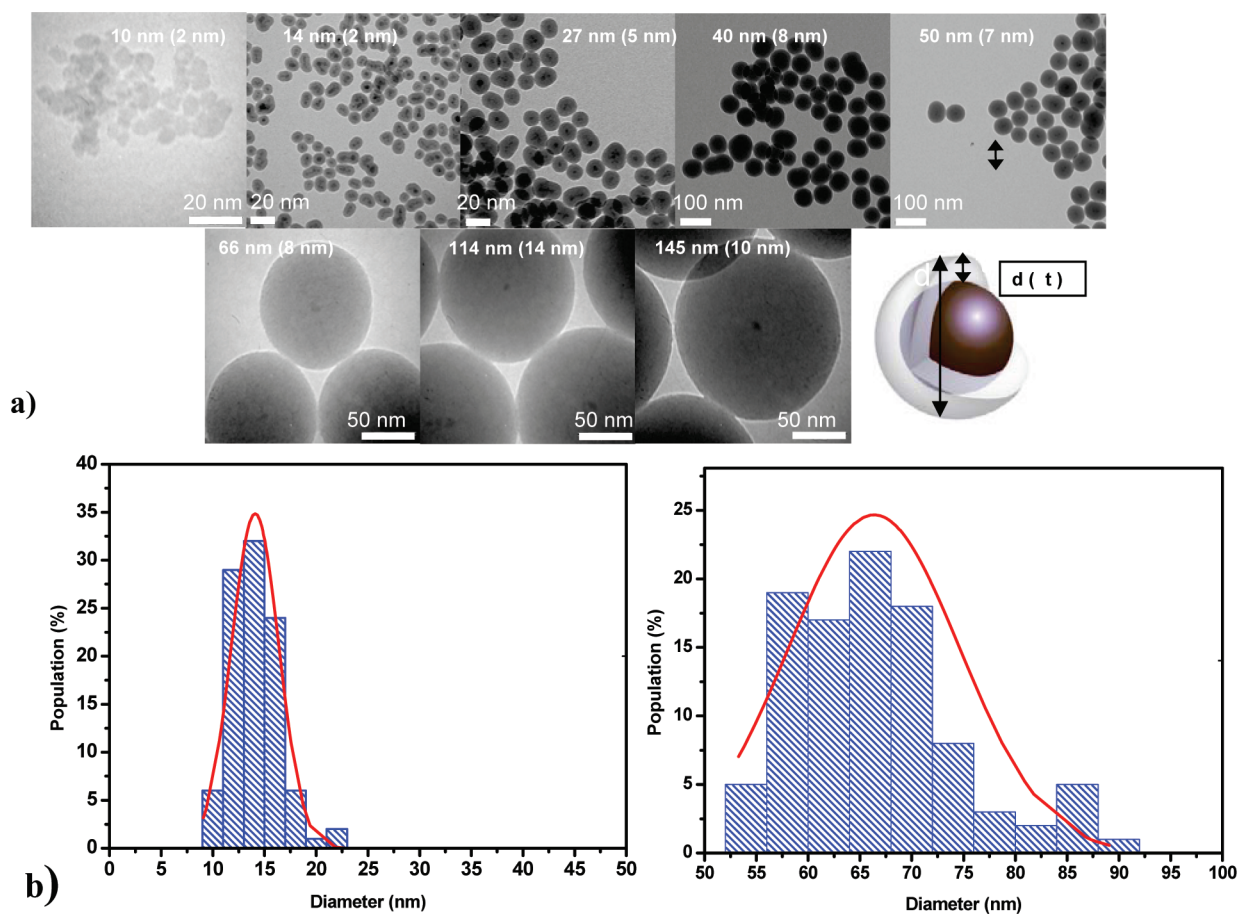 10 nm (2 nm) 14 nm (2 nm) 27 nm (5 nm) 40 nm (8 nm) 50 nm (7 nm)
20 nm 20 nm 20 nm 100 nm 100 nm
66 nm (8 nm) 114 nm (14 nm) 145 nm (10 nm)
d d ( t )
50 nm 50 nm 50 nm
a)
40
35
30
25
20
15
10
5
0
Population (%)
0 5 10 15 20 25 30 35 40 45 50
Diameter (nm)
25
20
15
10
5
0
Population (%)
50 55 60 65 70 75 80 85 90 95 100
Diameter (nm)
b)